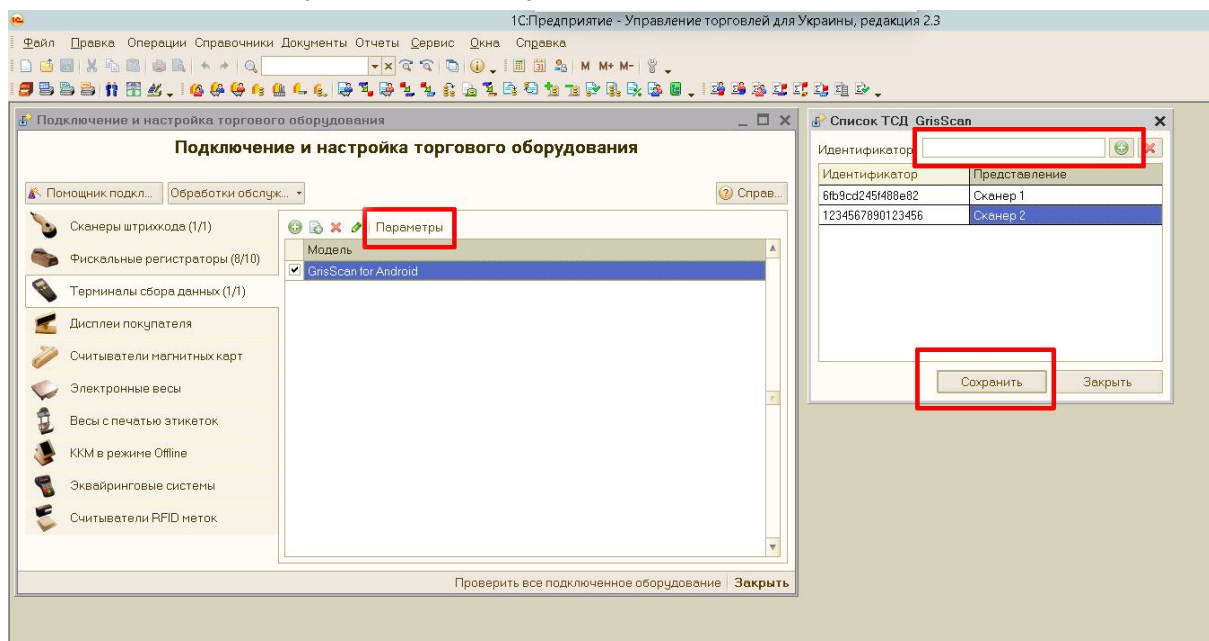 1С:Предприятие - Управление торговлей для Украины, редакция 2.3
Файл Правка Операции Справочники Документы Отчеты Сервис Окна Справка
M M+ M-
Подключение и настройка торгового оборудования
Подключение и настройка торгового оборудования
Помощник подкл... Обработки обслуж... Справ...
Сканеры штрихкода (1/1)
Фискальные регистраторы (8/10)
Терминалы сбора данных (1/1)
Дисплеи покупателя
Считыватели магнитных карт
Электронные весы
Весы с печатью этикеток
ККМ в режиме Offline
Эквайринговые системы
Считыватели RFID меток
Параметры
Модель
GrisScan for Android
Проверить все подключенное оборудование Закрыть
Список ТСД GrisScan
Идентификатор
Идентификатор Представление
6fb9cd245f488e82 Сканер 1
1234567890123456 Сканер 2
Сохранить Закрыть